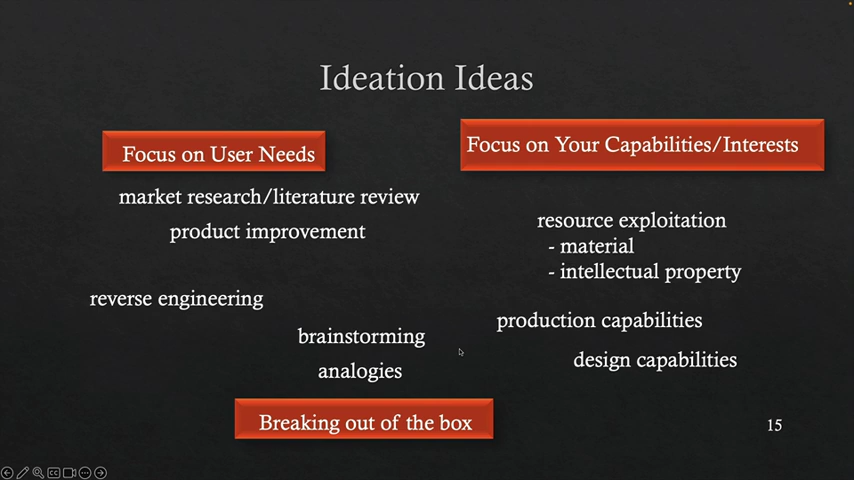 Ideation Ideas
Focus on User Needs
market research/literature review
product improvement
reverse engineering
brainstorming
analogies
Breaking out of the box
Focus on Your Capabilities/Interests
resource exploitation
- material
- intellectual property
production capabilities
design capabilities
15
CC